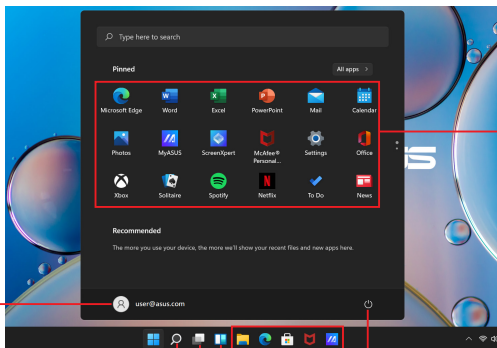 Type here to search
Pinned
All apps >
Microsoft Edge
Word
Excel
PowerPoint
Mail
Calendar
Photos
MyASUS
ScreenXpert
McAfee®
Personal...
Settings
Office
Xbox
Solitaire
Spotify
Netflix
To Do
News
Recommended
The more you use your device, the more we'll show your recent files and new apps here.
user@asus.com